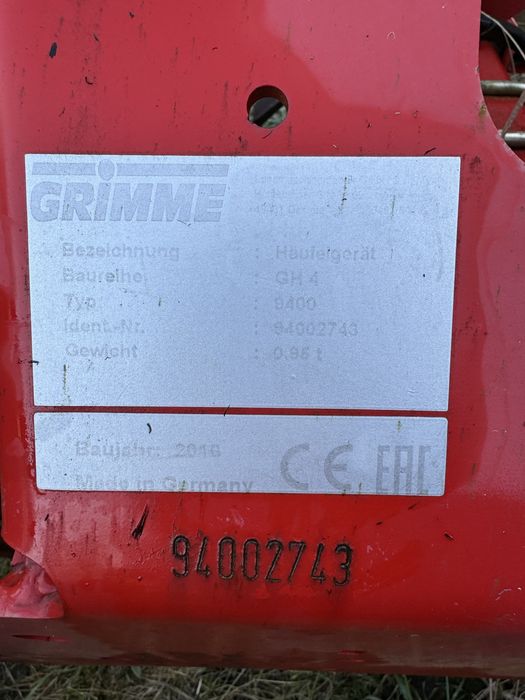 GRIMME
Bezeichnung : Häufelgerät
Baureihe : GH 4
Typ : 9400
Ident.-Nr. : 94002743
Gewicht : 0,95 t
Baujahr: 2016
Made in Germany CE EAC
94002743